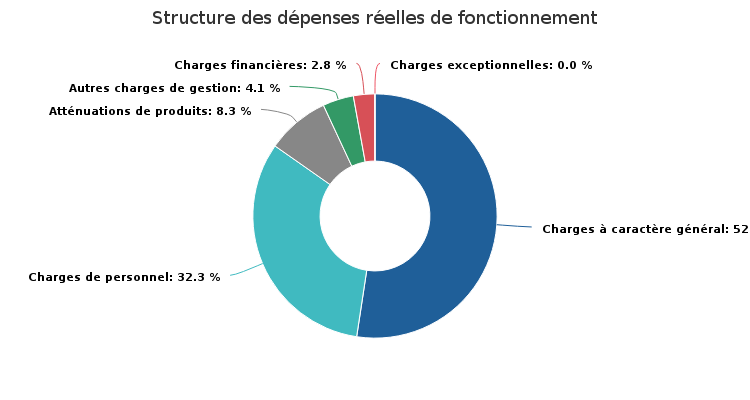 Structure des dépenses réelles de fonctionnement
Charges financières: 2.8 %
Charges exceptionnelles: 0.0 %
Autres charges de gestion: 4.1 %
Atténuations de produits: 8.3 %
Charges à caractère général: 52
Charges de personnel: 32.3 %